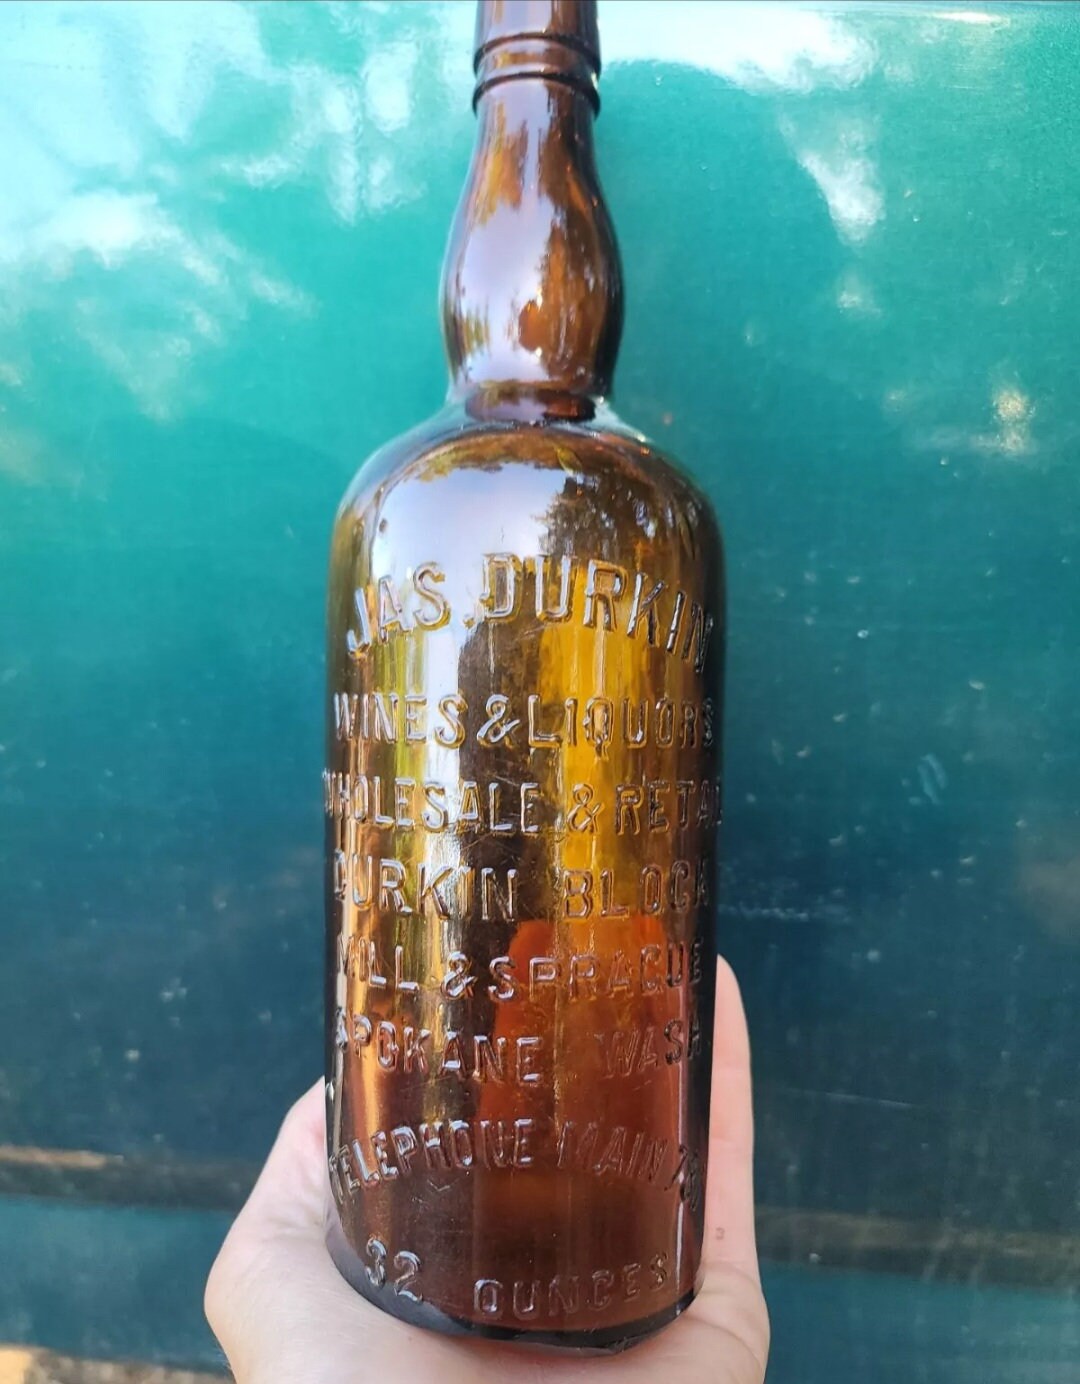 JAS. DURKIN
WINES & LIQUORS
WHOLESALE & RETAIL
DURKIN BLOCK
MILL & SPRAGUE
SPOKANE WASH
TELEPHONE MAIN
32 OUNCES